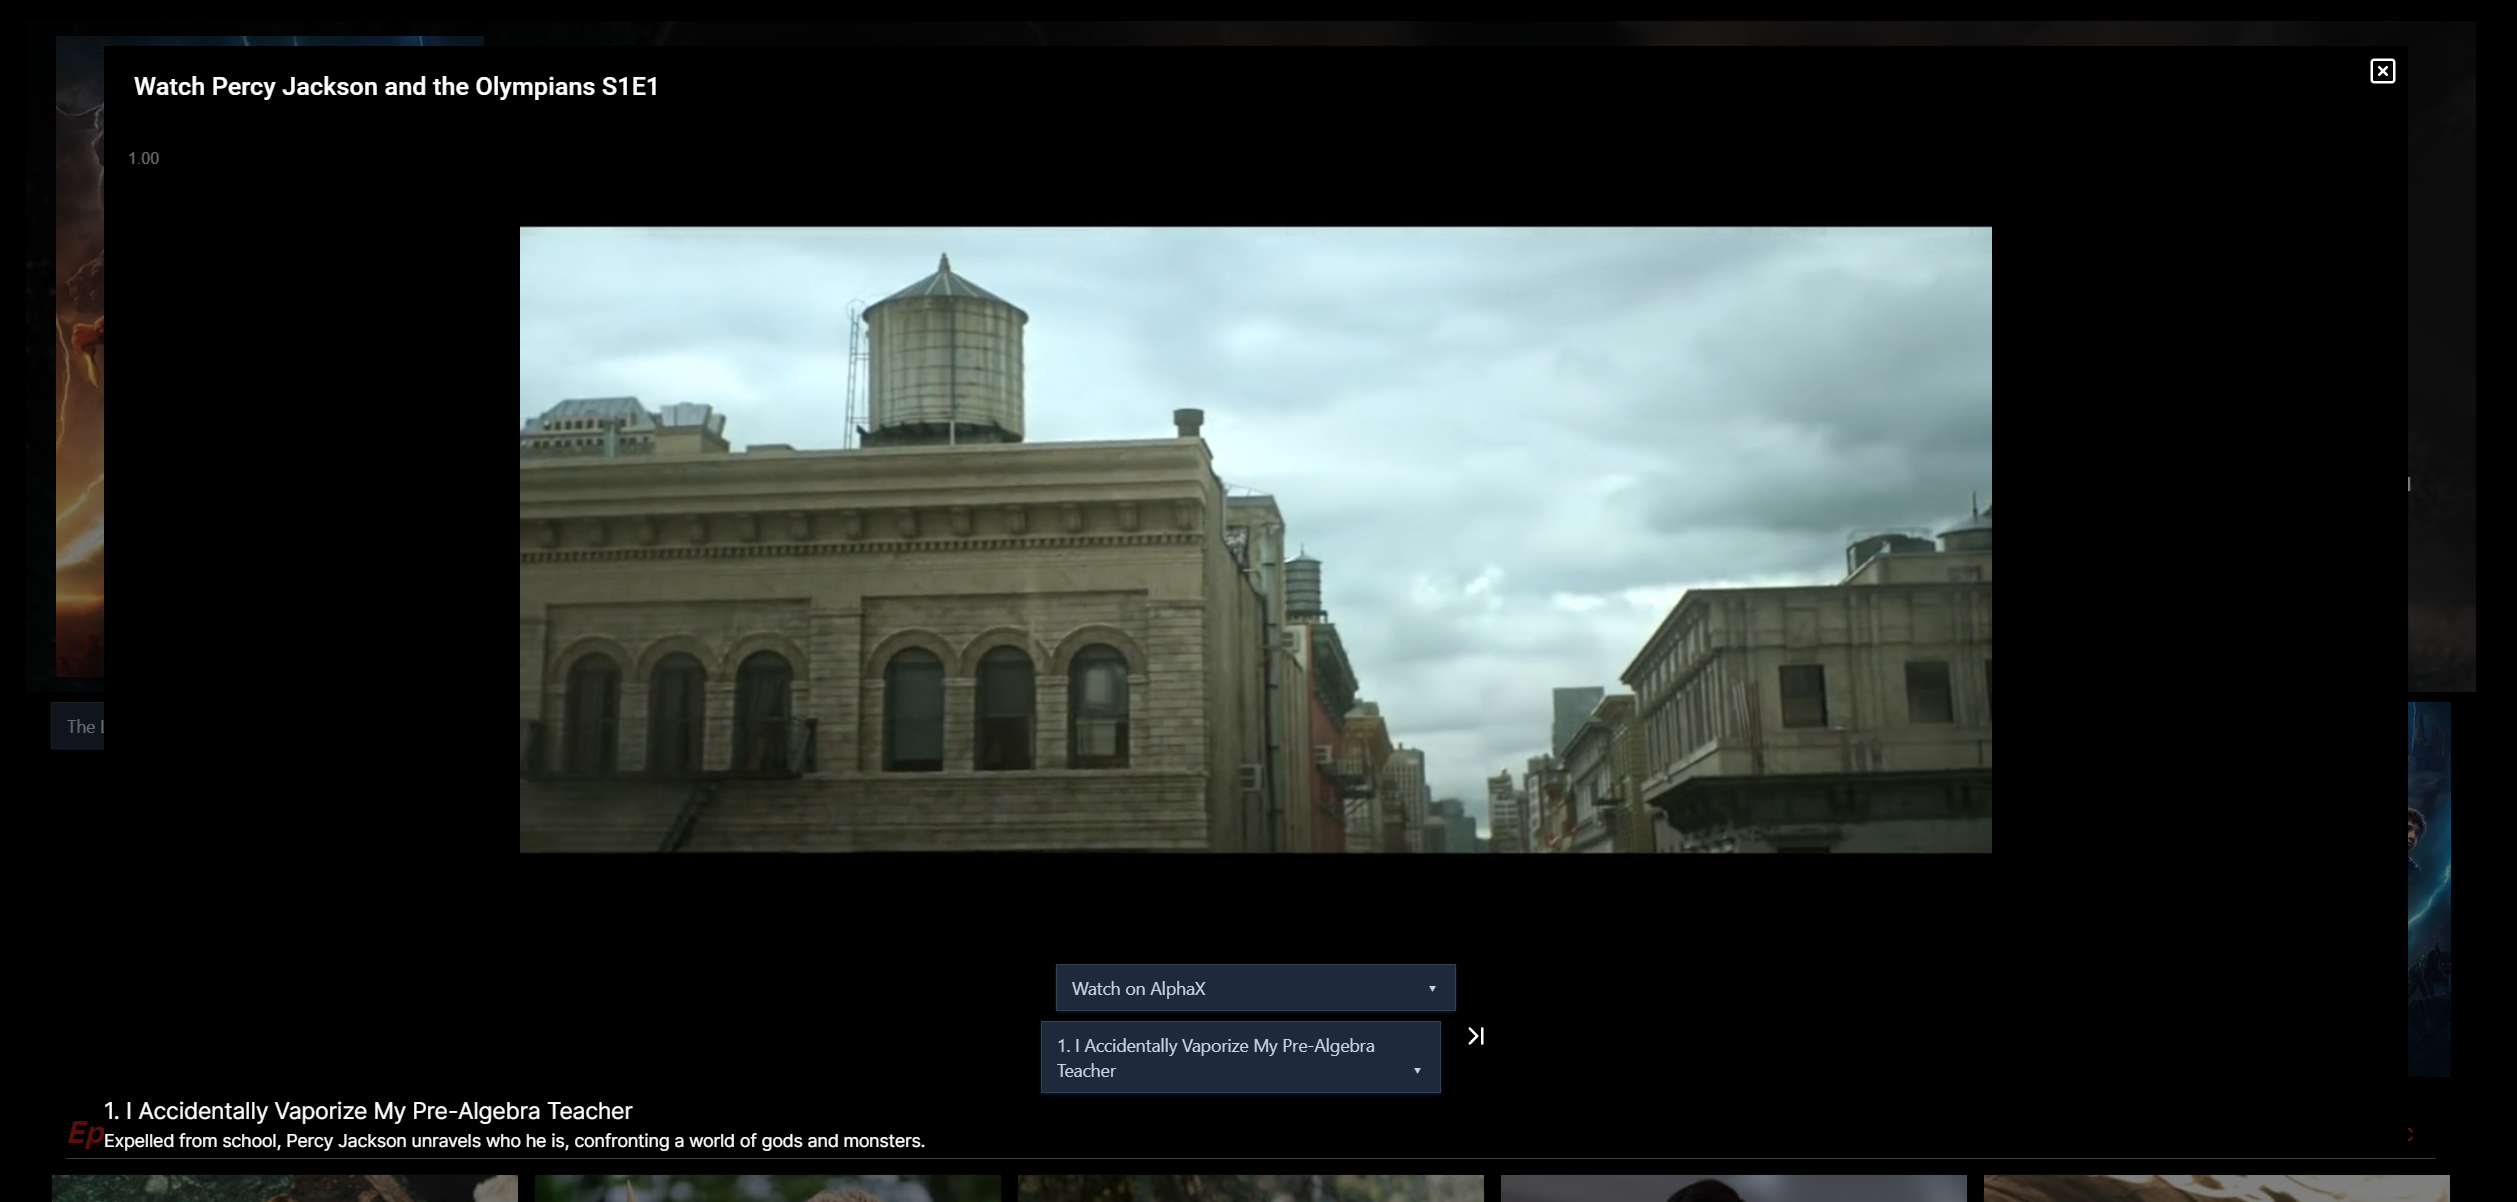 Watch Percy Jackson and the Olympians S1E1
1.00
The
Watch on AlphaX
1. I Accidentally Vaporize My Pre-Algebra
Teacher
1. I Accidentally Vaporize My Pre-Algebra Teacher
Ep
Expelled from school, Percy Jackson unravels who he is, confronting a world of gods and monsters.